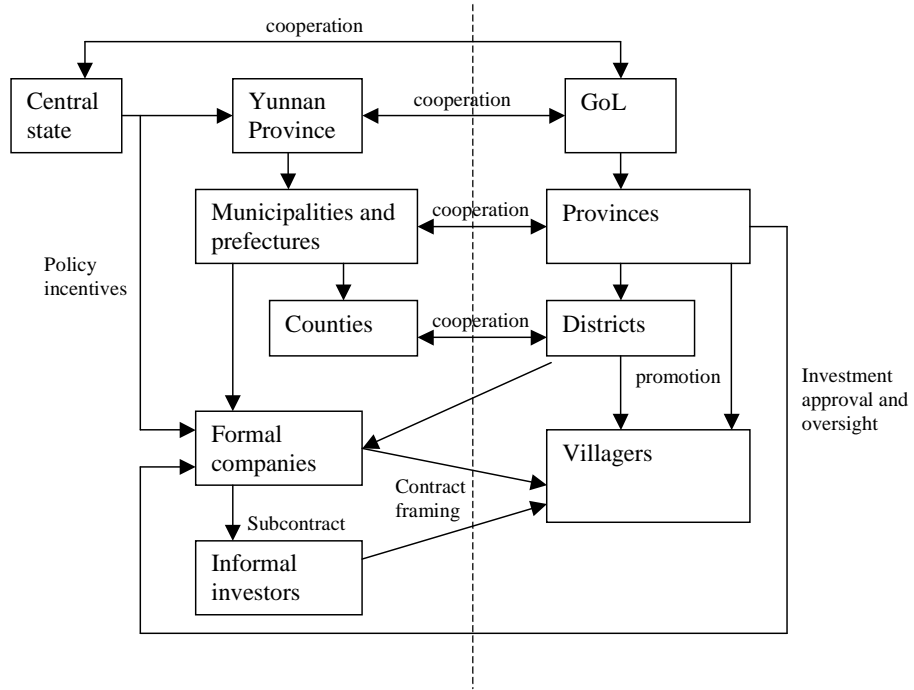 cooperation
Central
state
Yunnan
Province
cooperation
GoL
Municipalities and
prefectures
cooperation
Provinces
Policy
incentives
Counties
cooperation
Districts
promotion
Investment
approval and
oversight
Formal
companies
Contract
framing
Villagers
Subcontract
Informal
investors